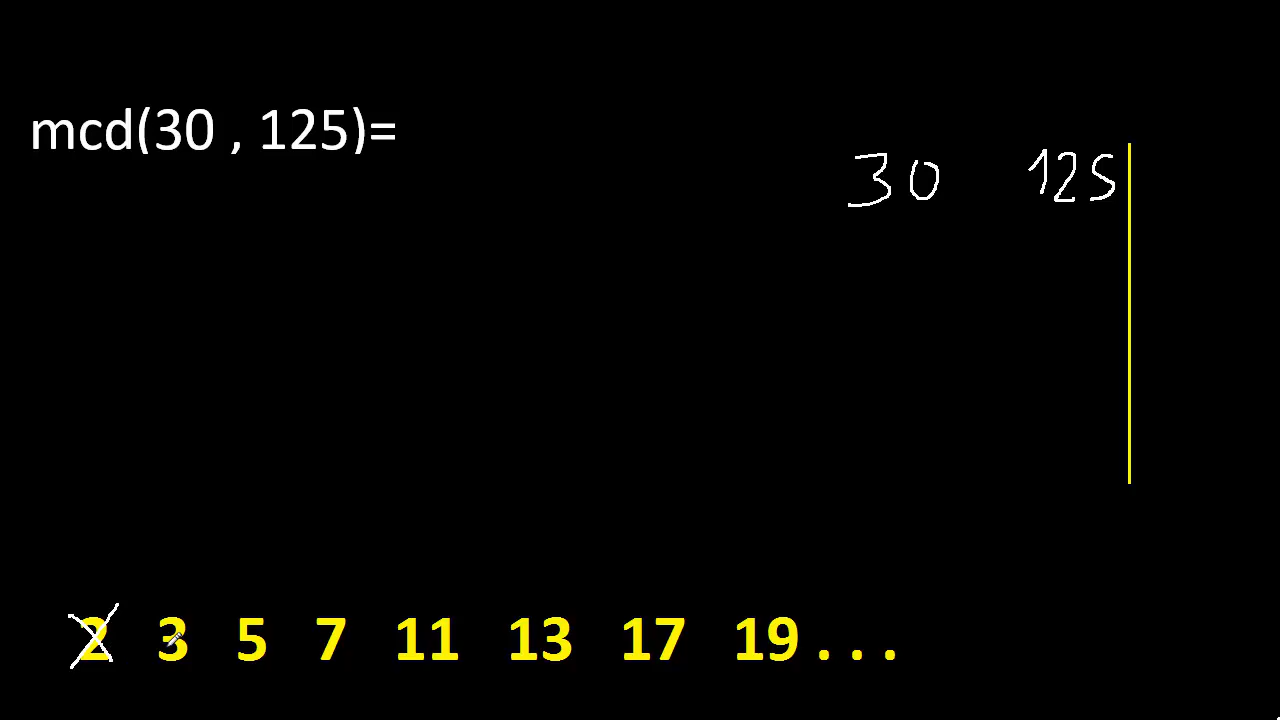 mcd(30 , 125)=
30 125
2 3 5 7 11 13 17 19 . . .